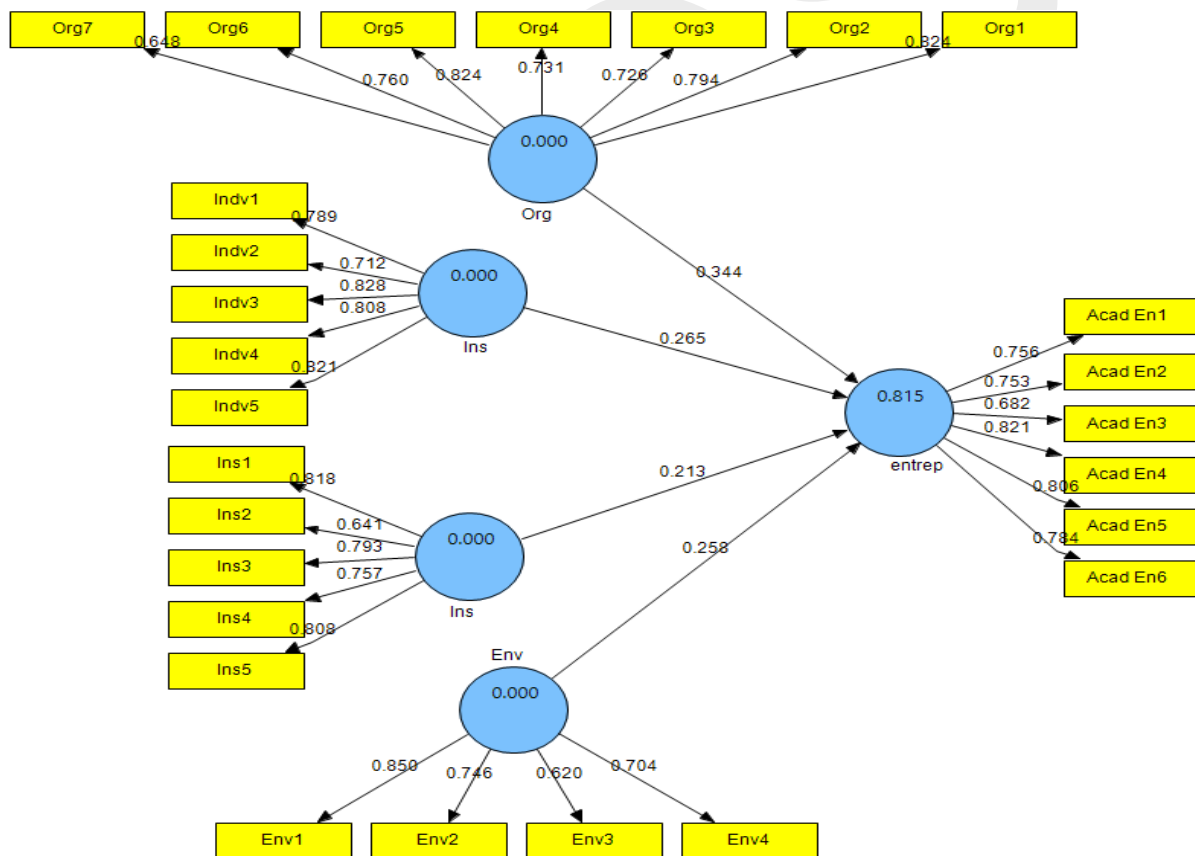 Org7
Org6
Org5
Org4
Org3
Org2
Org1
0.648
0.760
0.824
0.731
0.726
0.794
0.824
0.000
Org
Indv1
Indv2
Indv3
Indv4
Indv5
0.789
0.712
0.828
0.808
0.821
0.000
Ins
0.344
0.265
Ins1
Ins2
Ins3
Ins4
Ins5
0.818
0.641
0.793
0.757
0.808
0.000
Ins
0.213
0.258
0.815
entrep
0.756
0.753
0.682
0.821
0.806
0.784
Acad En1
Acad En2
Acad En3
Acad En4
Acad En5
Acad En6
Env
0.000
0.850
0.746
0.620
0.704
Env1
Env2
Env3
Env4